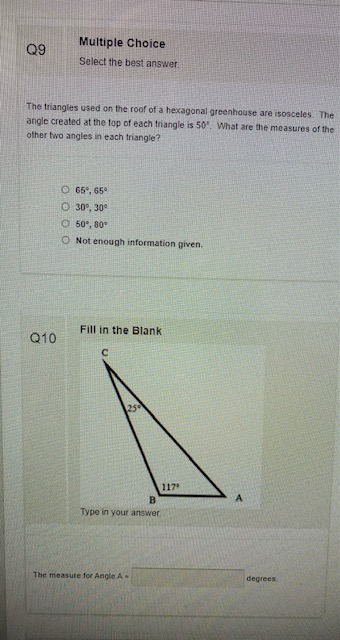 Q9
Multiple Choice
Select the best answer.
The triangles used on the roof of a hexagonal greenhouse are isosceles. The
angle created at the top of each triangle is 50°. What are the measures of the
other two angles in each triangle?
65°, 65°
30°, 30°
50°, 80°
Not enough information given.
Q10
Fill in the Blank
C
25°
117°
B
A
Type in your answer.
The measure for Angle A =
degrees.